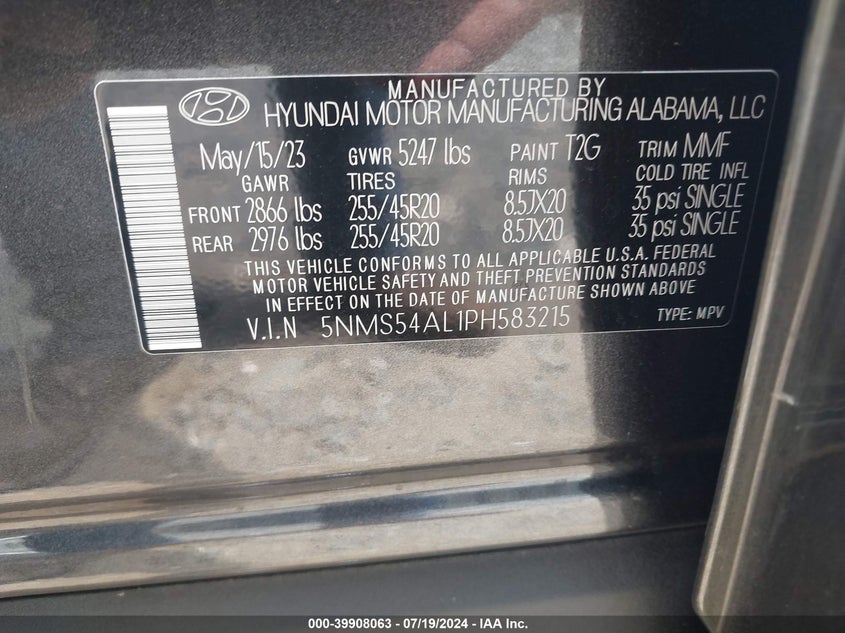 MANUFACTURED BY
HYUNDAI MOTOR MANUFACTURING ALABAMA, LLC
May/15/23 GVWR 5247 lbs PAINT T2G TRIM MMF
GAWR TIRES RIMS COLD TIRE INFL
FRONT 2866 lbs 255/45R20 8.5JX20 35 psi SINGLE
REAR 2976 lbs 255/45R20 8.5JX20 35 psi SINGLE
THIS VEHICLE CONFORMS TO ALL APPLICABLE U.S.A. FEDERAL
MOTOR VEHICLE SAFETY AND THEFT PREVENTION STANDARDS
IN EFFECT ON THE DATE OF MANUFACTURE SHOWN ABOVE
V.I.N 5NMS54AL1PH583215 TYPE: MPV
000-39908063 - 07/19/2024 - IAA Inc.